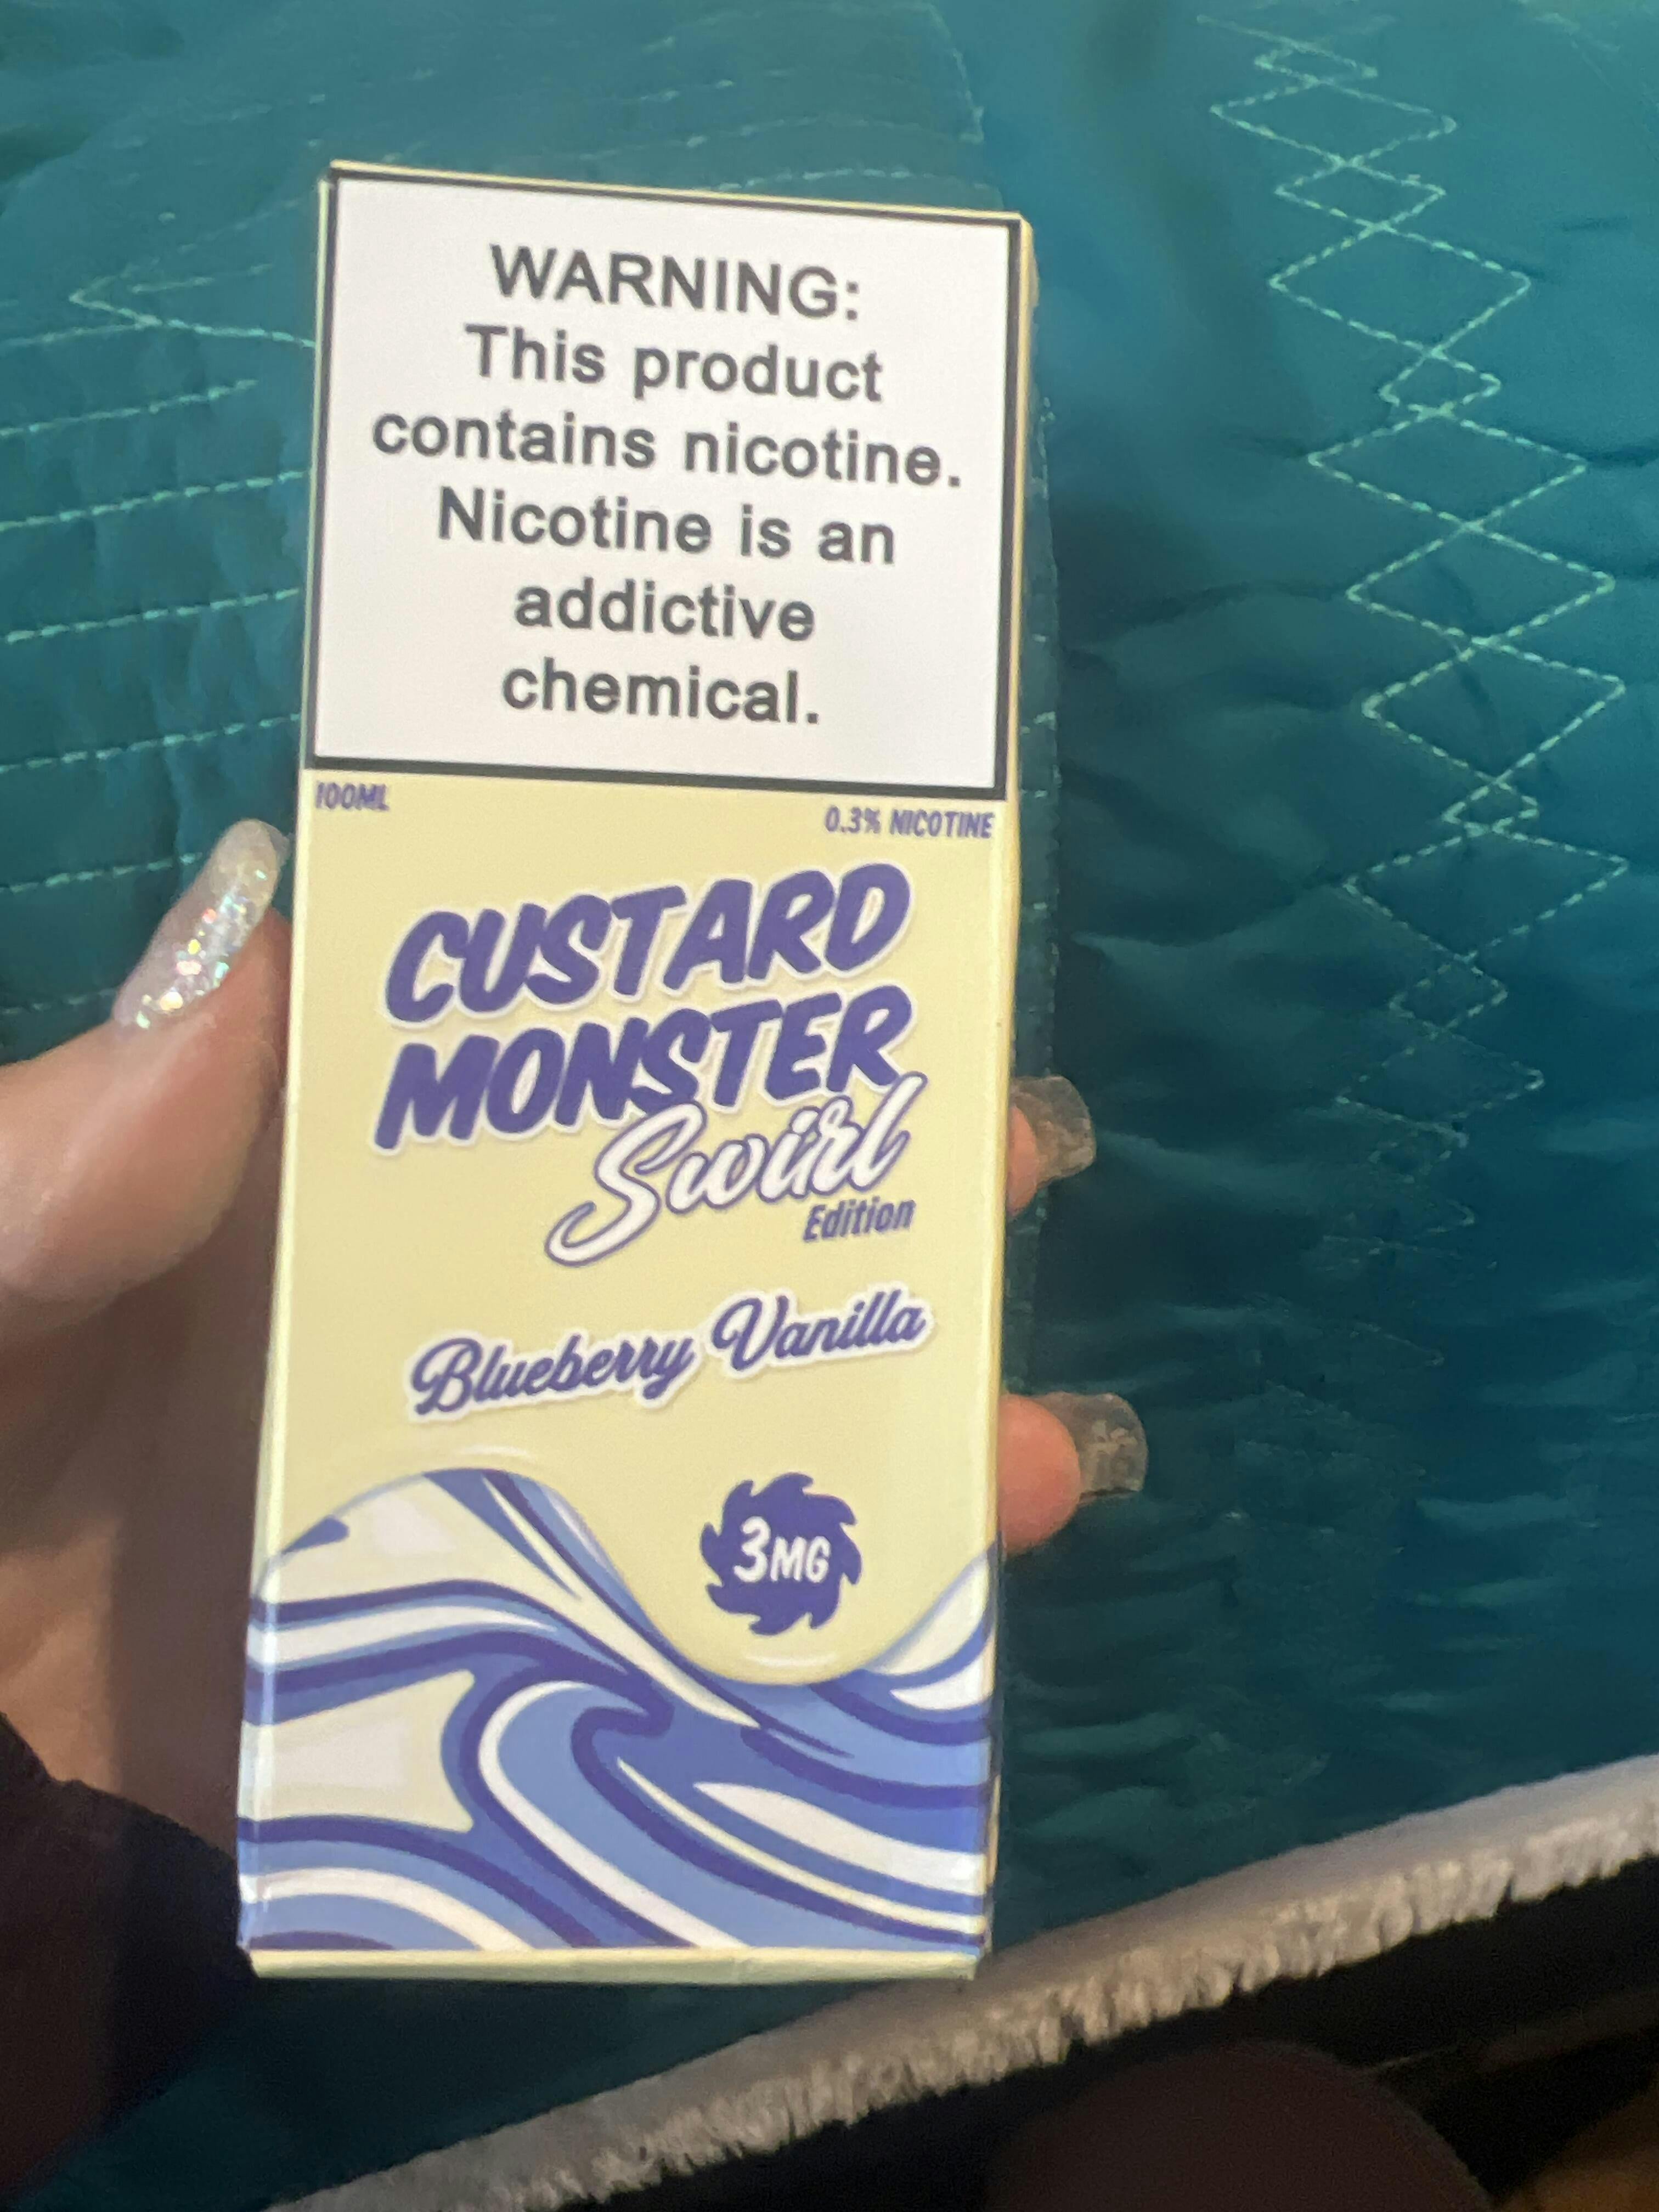 WARNING:
This product
contains nicotine.
Nicotine is an
addictive
chemical.
100ML
0.3% NICOTINE
CUSTARD
MONSTER
Swirl
Edition
Blueberry Vanilla
3MG